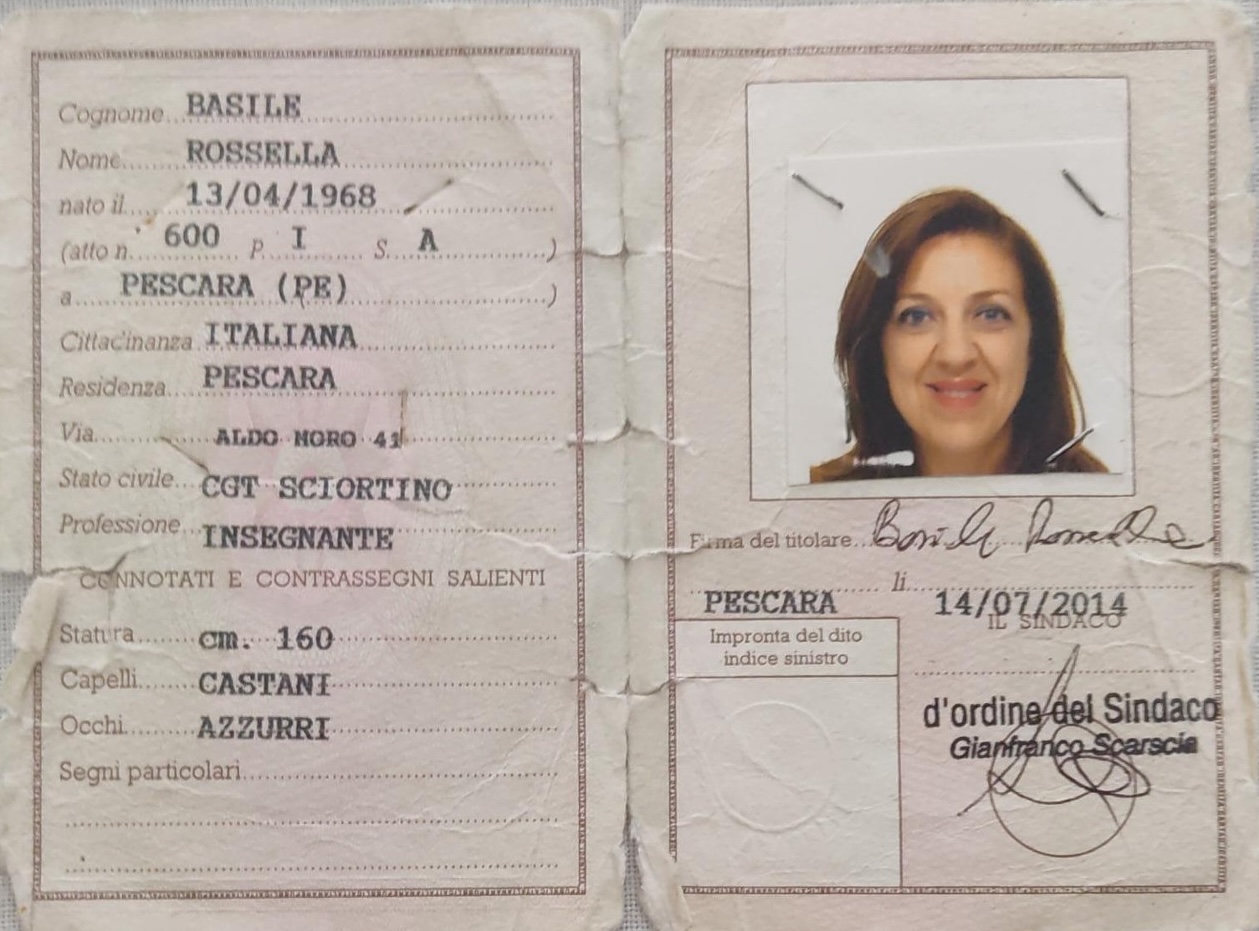 Cognome BASILE
Nome ROSSELLA
nato il 13/04/1968
(atto n. 600 P. I S. A )
a PESCARA (PE) )
Cittadinanza ITALIANA
Residenza PESCARA
Via ALDO MORO 41
Stato civile CGT SCIORTINO
Professione INSEGNANTE
CONNOTATI E CONTRASSEGNI SALIENTI
Statura cm. 160
Capelli CASTANI
Occhi AZZURRI
Segni particolari
Firma del titolare Basile Rossella
li
PESCARA 14/07/2014
IL SINDACO
Impronta del dito
indice sinistro
d'ordine del Sindaco
Gianfranco Scarscia